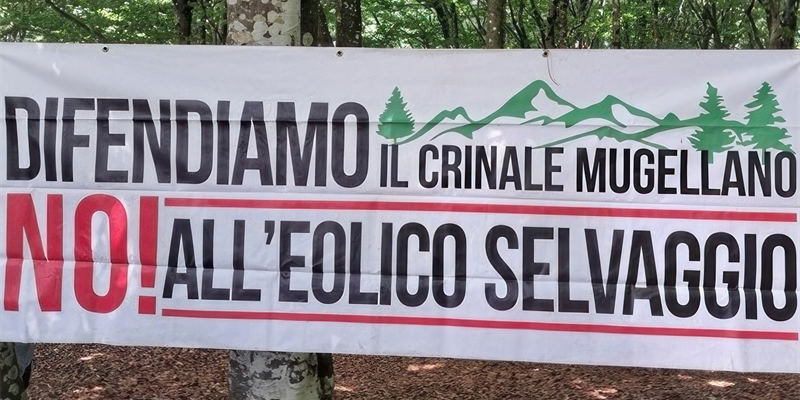 DIFENDIAMO IL CRINALE MUGELLANO
NO! ALL'EOLICO SELVAGGIO